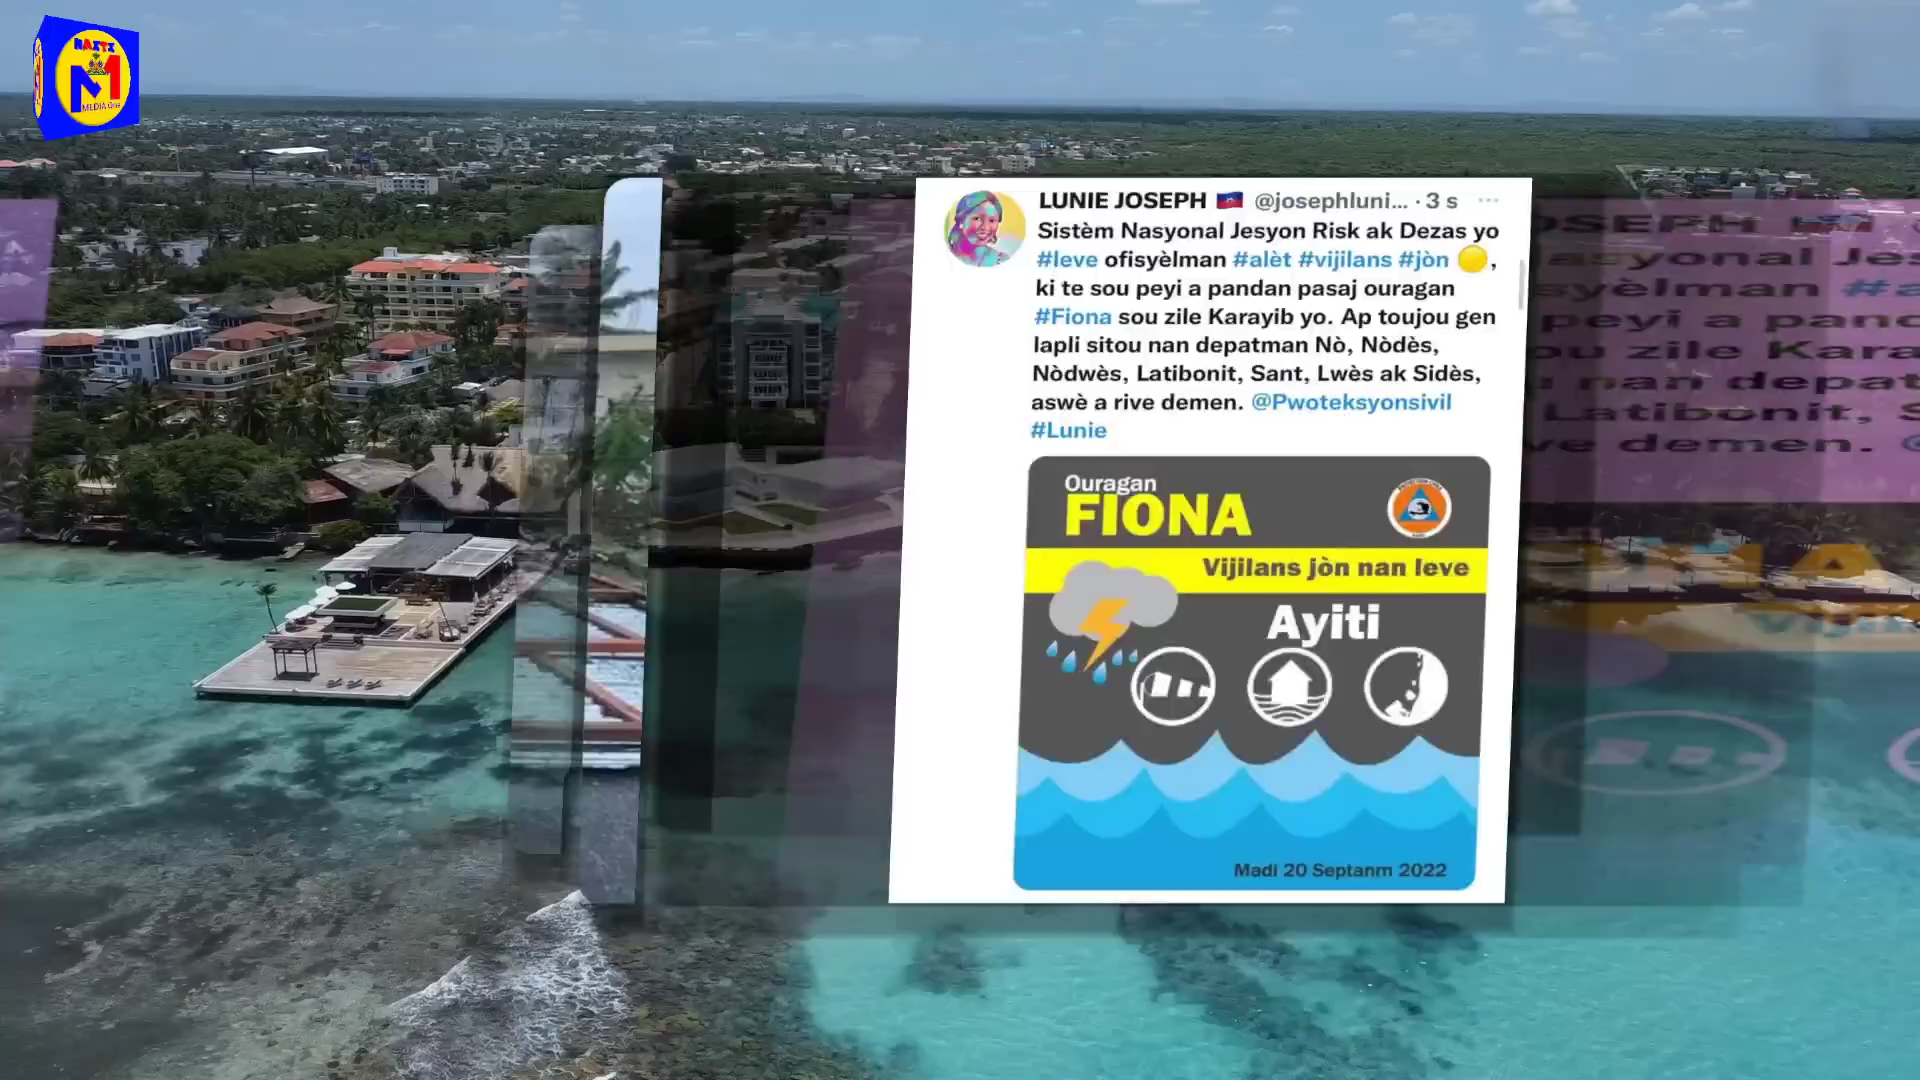 HAITI
M
MEDIA One
LUNIE JOSEPH 🇭🇹 @josephluni... · 3 s ...
Sistèm Nasyonal Jesyon Risk ak Dezas yo
#leve ofisyèlman #alèt #vijilans #jòn 🟡,
ki te sou peyi a pandan pasaj ouragan
#Fiona sou zile Karayib yo. Ap toujou gen
lapli sitou nan depatman Nò, Nòdès,
Nòdwès, Latibonit, Sant, Lwès ak Sidès,
aswè a rive demen. @Pwoteksyonsivil
#Lunie
Ouragan
FIONA
Vijilans jòn nan leve
Ayiti
Madi 20 Septanm 2022